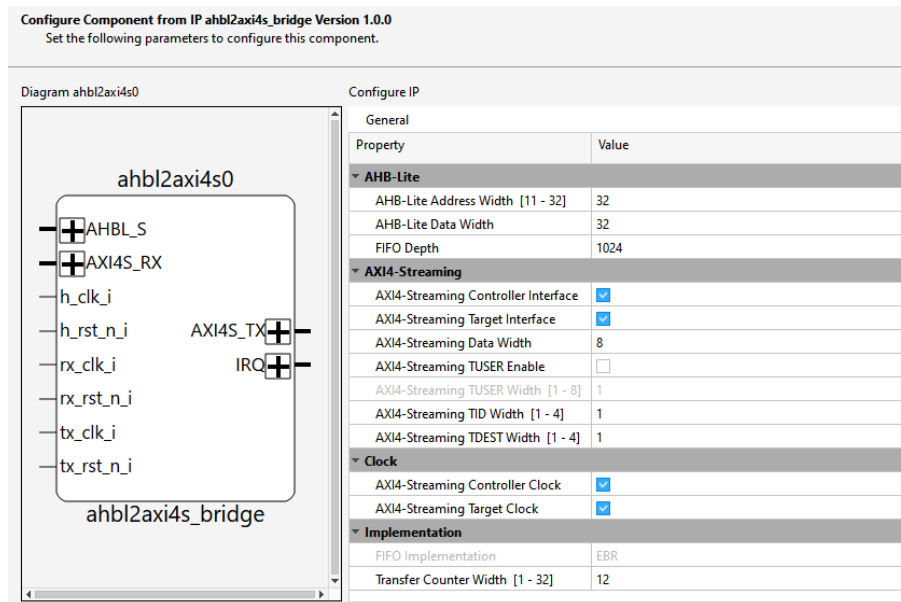 Configure Component from IP ahbl2axi4s_bridge Version 1.0.0
Set the following parameters to configure this component.
Diagram ahbl2axi4s0
ahbl2axi4s0
AHBL_S
AXI4S_RX
h_clk_i
h_rst_n_i AXI4S_TX
rx_clk_i IRQ
rx_rst_n_i
tx_clk_i
tx_rst_n_i
ahbl2axi4s_bridge
Configure IP
General
Property Value
AHB-Lite
AHB-Lite Address Width [11 - 32] 32
AHB-Lite Data Width 32
FIFO Depth 1024
AXI4-Streaming
AXI4-Streaming Controller Interface
AXI4-Streaming Target Interface
AXI4-Streaming Data Width 8
AXI4-Streaming TUSER Enable
AXI4-Streaming TUSER Width [1 - 8] 1
AXI4-Streaming TID Width [1 - 4] 1
AXI4-Streaming TDEST Width [1 - 4] 1
Clock
AXI4-Streaming Controller Clock
AXI4-Streaming Target Clock
Implementation
FIFO Implementation EBR
Transfer Counter Width [1 - 32] 12